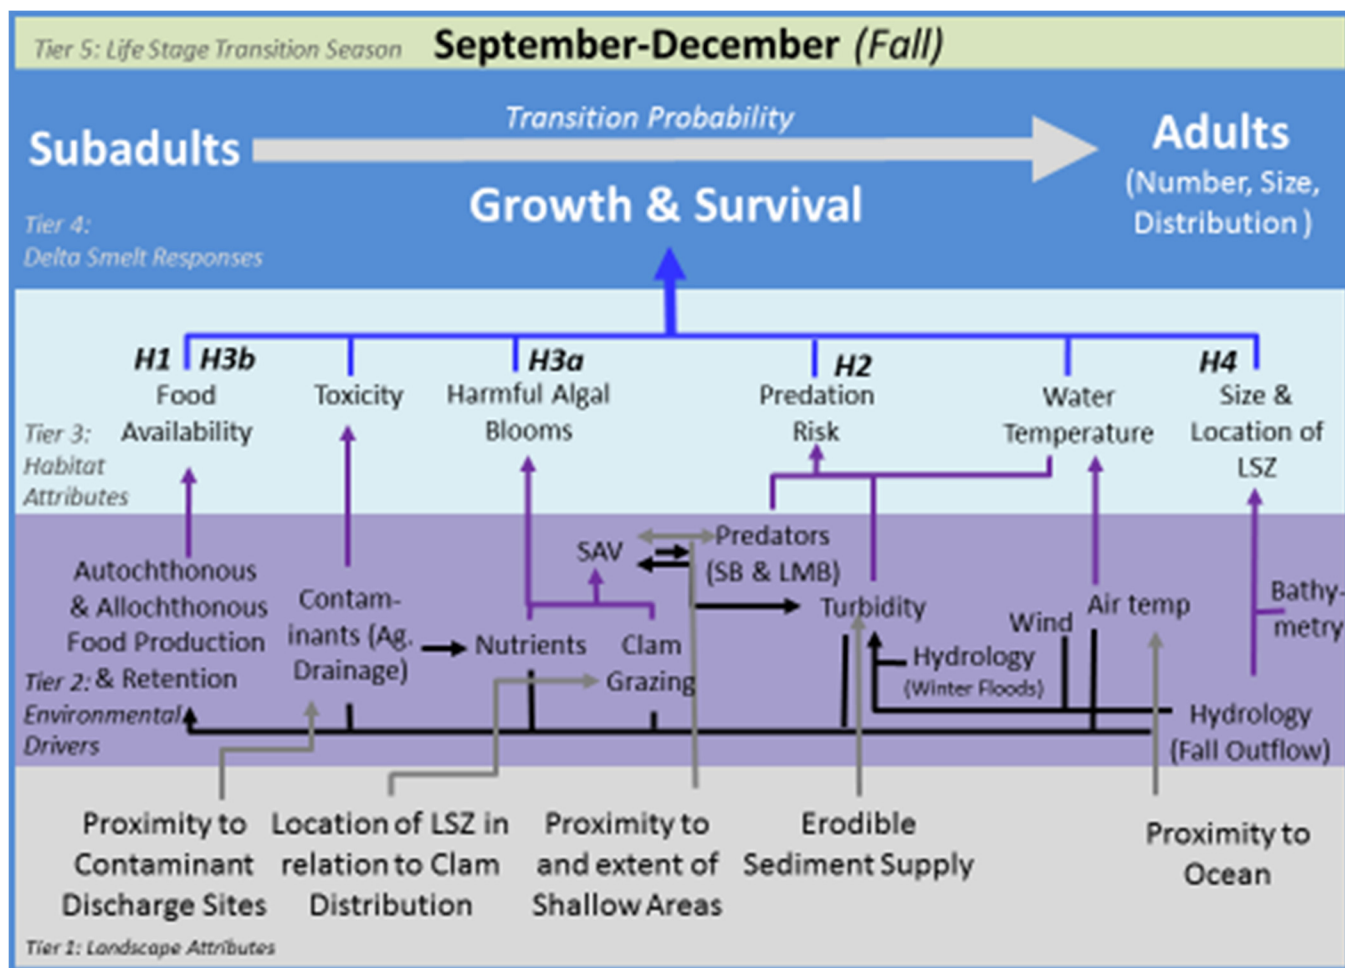 Tier 5: Life Stage Transition Season September-December (Fall)
Transition Probability
Subadults
Adults
(Number, Size,
Distribution)
Growth & Survival
Tier 4:
Delta Smelt Responses
H1 H3b
Food
Availability
Toxicity
H3a
Harmful Algal
Blooms
H2
Predation
Risk
Water
Temperature
H4
Size &
Location of
LSZ
Tier 3:
Habitat
Attributes
Autochthonous
& Allochthonous
Food Production
& Retention
Contam-
inants (Ag.
Drainage)
Nutrients
SAV
Clam
Grazing
Predators
(SB & LMB)
Turbidity
Hydrology
(Winter Floods)
Wind
Air temp
Bathy-
metry
Hydrology
(Fall Outflow)
Tier 2:
Environmental
Drivers
Proximity to
Contaminant
Discharge Sites
Location of LSZ in
relation to Clam
Distribution
Proximity to
and extent of
Shallow Areas
Erodible
Sediment Supply
Proximity to
Ocean
Tier 1: Landscape Attributes